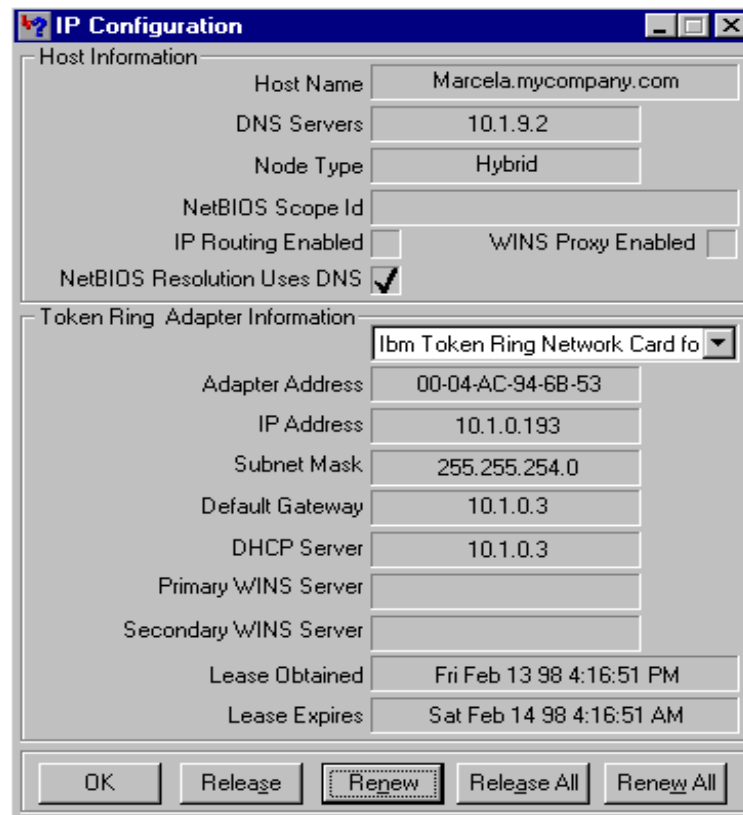 IP Configuration
Host Information
Host Name Marcela.mycompany.com
DNS Servers 10.1.9.2
Node Type Hybrid
NetBIOS Scope Id
IP Routing Enabled WINS Proxy Enabled
NetBIOS Resolution Uses DNS
Token Ring Adapter Information
Ibm Token Ring Network Card fo
Adapter Address 00-04-AC-94-6B-53
IP Address 10.1.0.193
Subnet Mask 255.255.254.0
Default Gateway 10.1.0.3
DHCP Server 10.1.0.3
Primary WINS Server
Secondary WINS Server
Lease Obtained Fri Feb 13 98 4:16:51 PM
Lease Expires Sat Feb 14 98 4:16:51 AM
OK Release Renew Release All Renew All